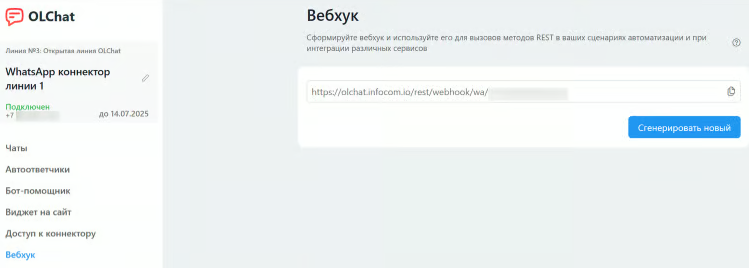 OLChat
Линия №3: Открытая линия OLChat
WhatsApp коннектор
линии 1
Подключен
+7
до 14.07.2025
Чаты
Автоответчики
Бот-помощник
Виджет на сайт
Доступ к коннектору
Вебхук
Вебхук
Сформируйте вебхук и используйте его для вызовов методов REST в ваших сценариях автоматизации и при
интеграции различных сервисов
https://olchat.infocom.io/rest/webhook/wa/
Сгенерировать новый